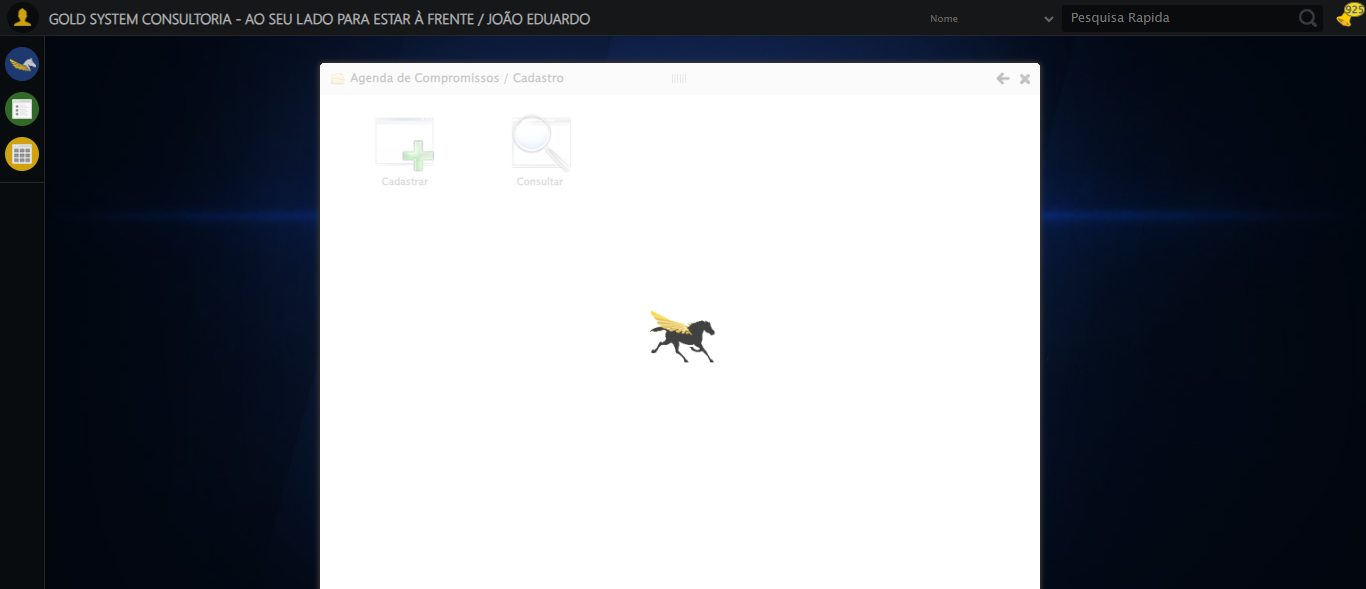 GOLD SYSTEM CONSULTORIA - AO SEU LADO PARA ESTAR À FRENTE / JOÃO EDUARDO
Nome
Pesquisa Rapida
925
Agenda de Compromissos / Cadastro
Cadastrar
Consultar